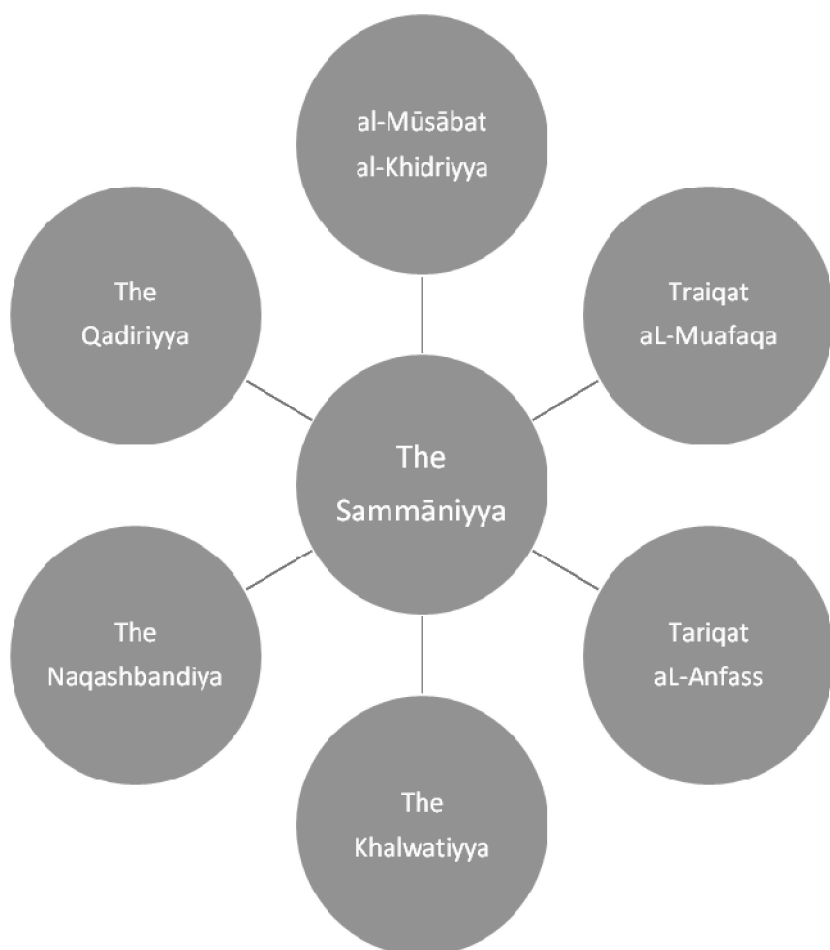 al-Mūsābat
al-Khidriyya
The
Qadiriyya
Traiqat
aL-Muafaqa
The
Sammāniyya
The
Naqashbandiya
Tariqat
aL-Anfass
The
Khalwatiyya